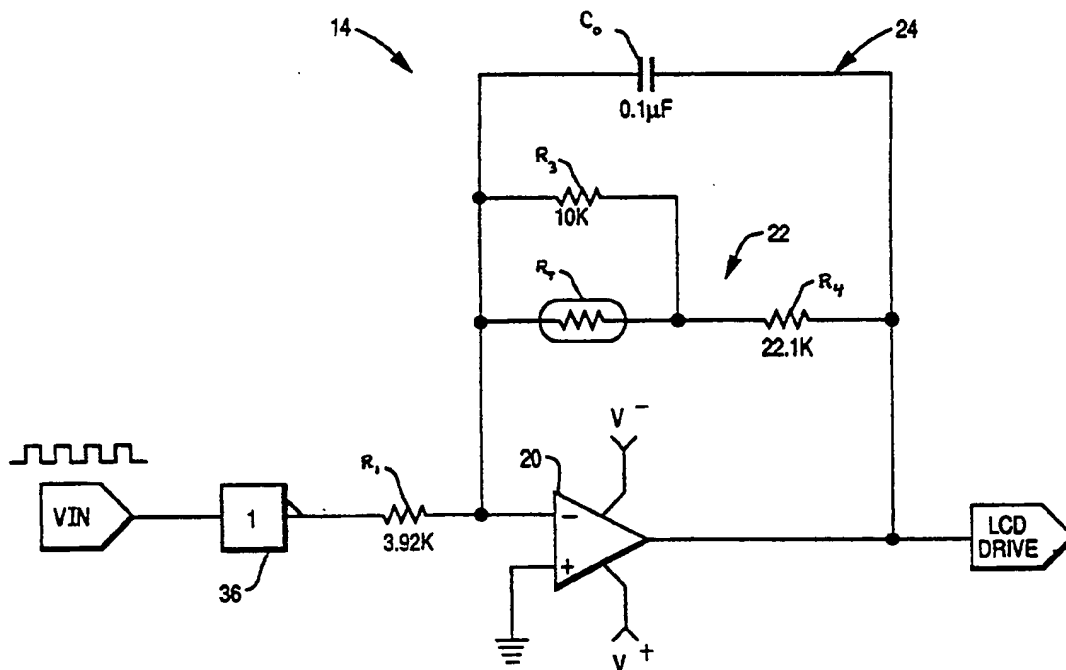 14
C₀
24
0.1µF
R₃
10K
22
R_T
R₄
22.1K
V⁻
20
R₁
VIN
1
−
3.92K
+
LCD
DRIVE
36
V⁺